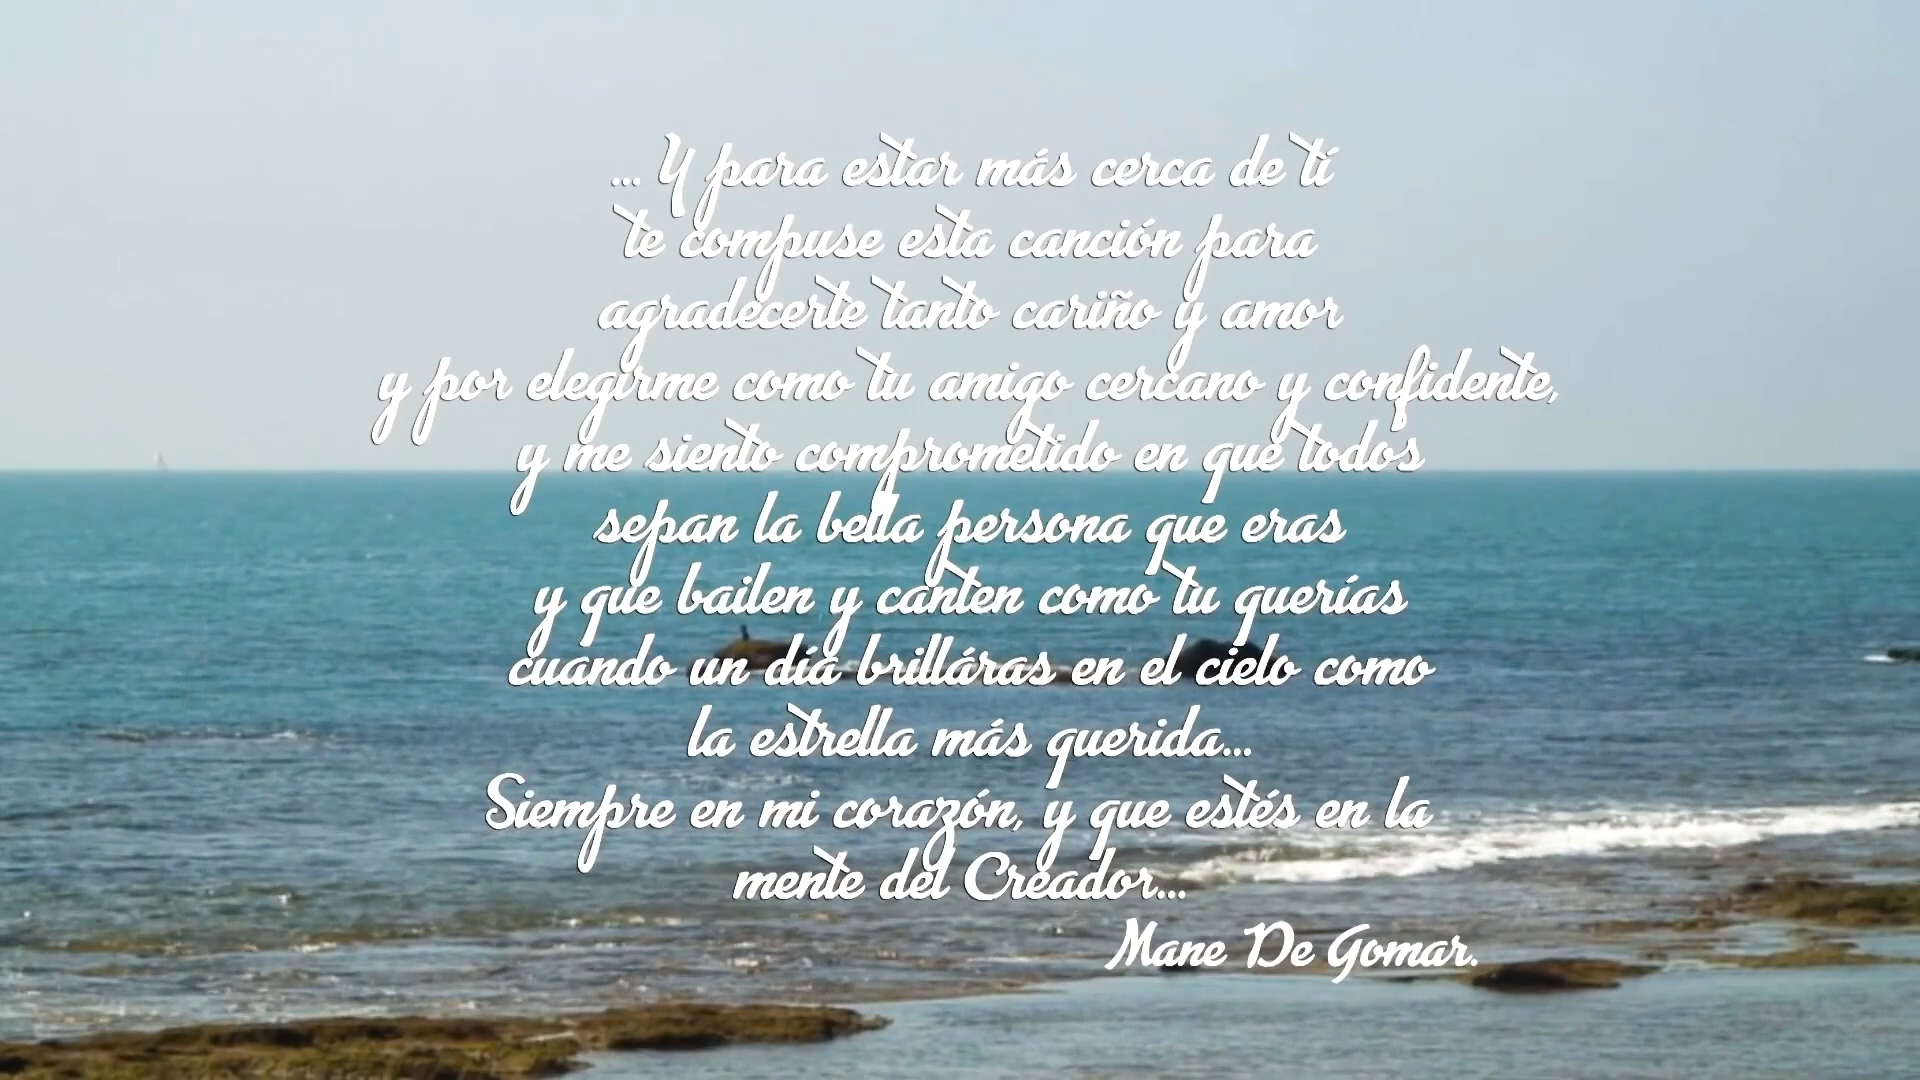 ... Y para estar más cerca de tí
te compuse esta canción para
agradecerte tanto cariño y amor
y por elegirme como tu amigo cercano y confidente,
y me siento comprometido en que todos
sepan la bella persona que eras
y que bailen y canten como tu querías
cuando un día brilláras en el cielo como
la estrella más querida...
Siempre en mi corazón, y que estés en la
mente del Creador...
Mane De Gomar.